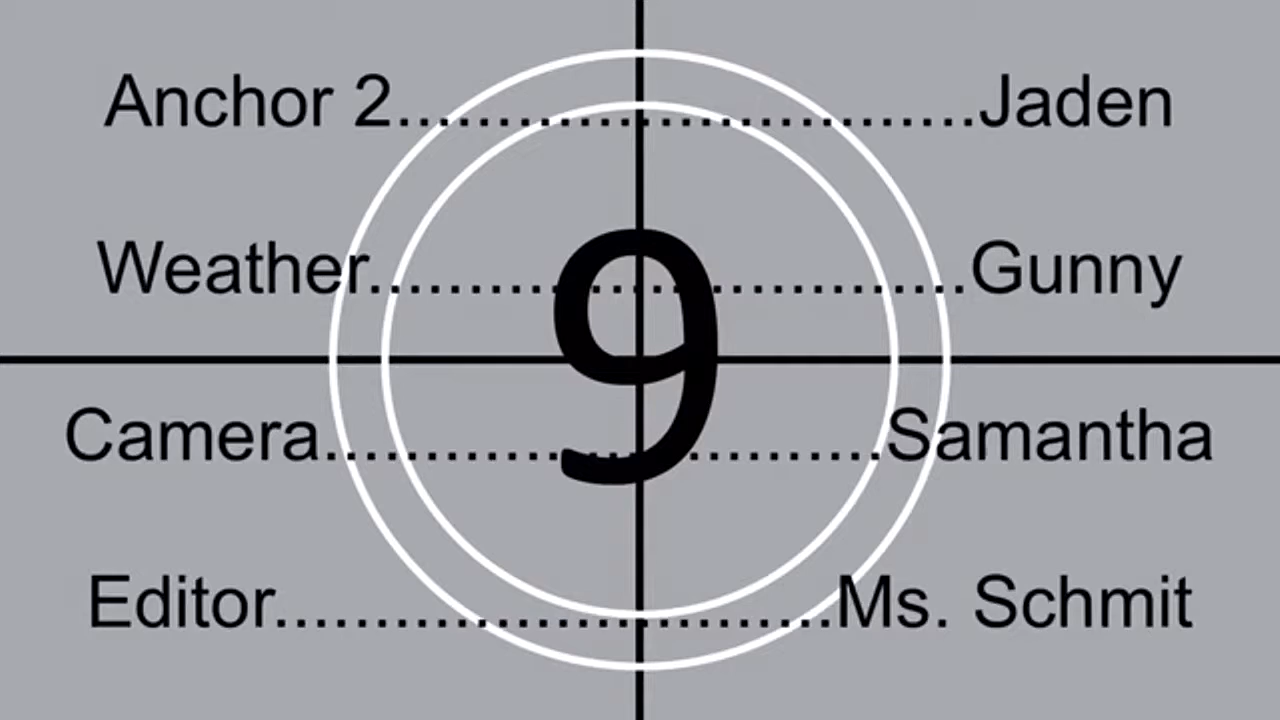 Anchor 2..............................Jaden
Weather..............................Gunny
9
Camera............................Samantha
Editor............................Ms. Schmit